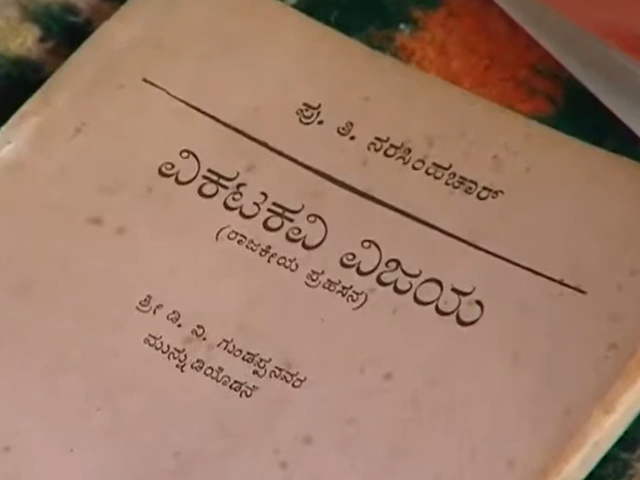 ಪು. ತಿ. ನರಸಿಂಹಚಾರ್
ವಿಕಟಕವಿ ವಿಜಯ
(ರಾಜಕೀಯ ಪ್ರಹಸನ)
ಶ್ರೀ ಡಿ. ವಿ. ಗುಂಡಪ್ಪನವರ
ಮುನ್ನುಡಿಯೊಡನೆ